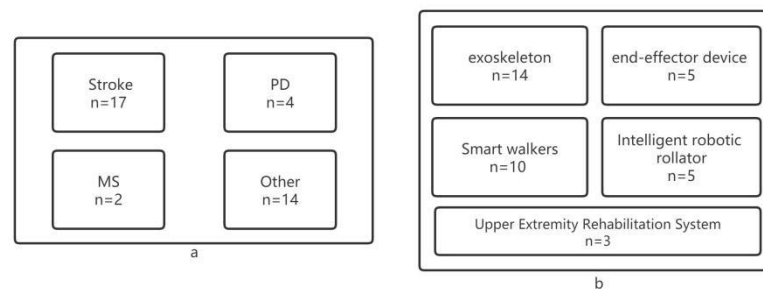 Stroke
n=17
PD
n=4
MS
n=2
Other
n=14
a
exoskeleton
n=14
end-effector device
n=5
Smart walkers
n=10
Intelligent robotic
rollator
n=5
Upper Extremity Rehabilitation System
n=3
b